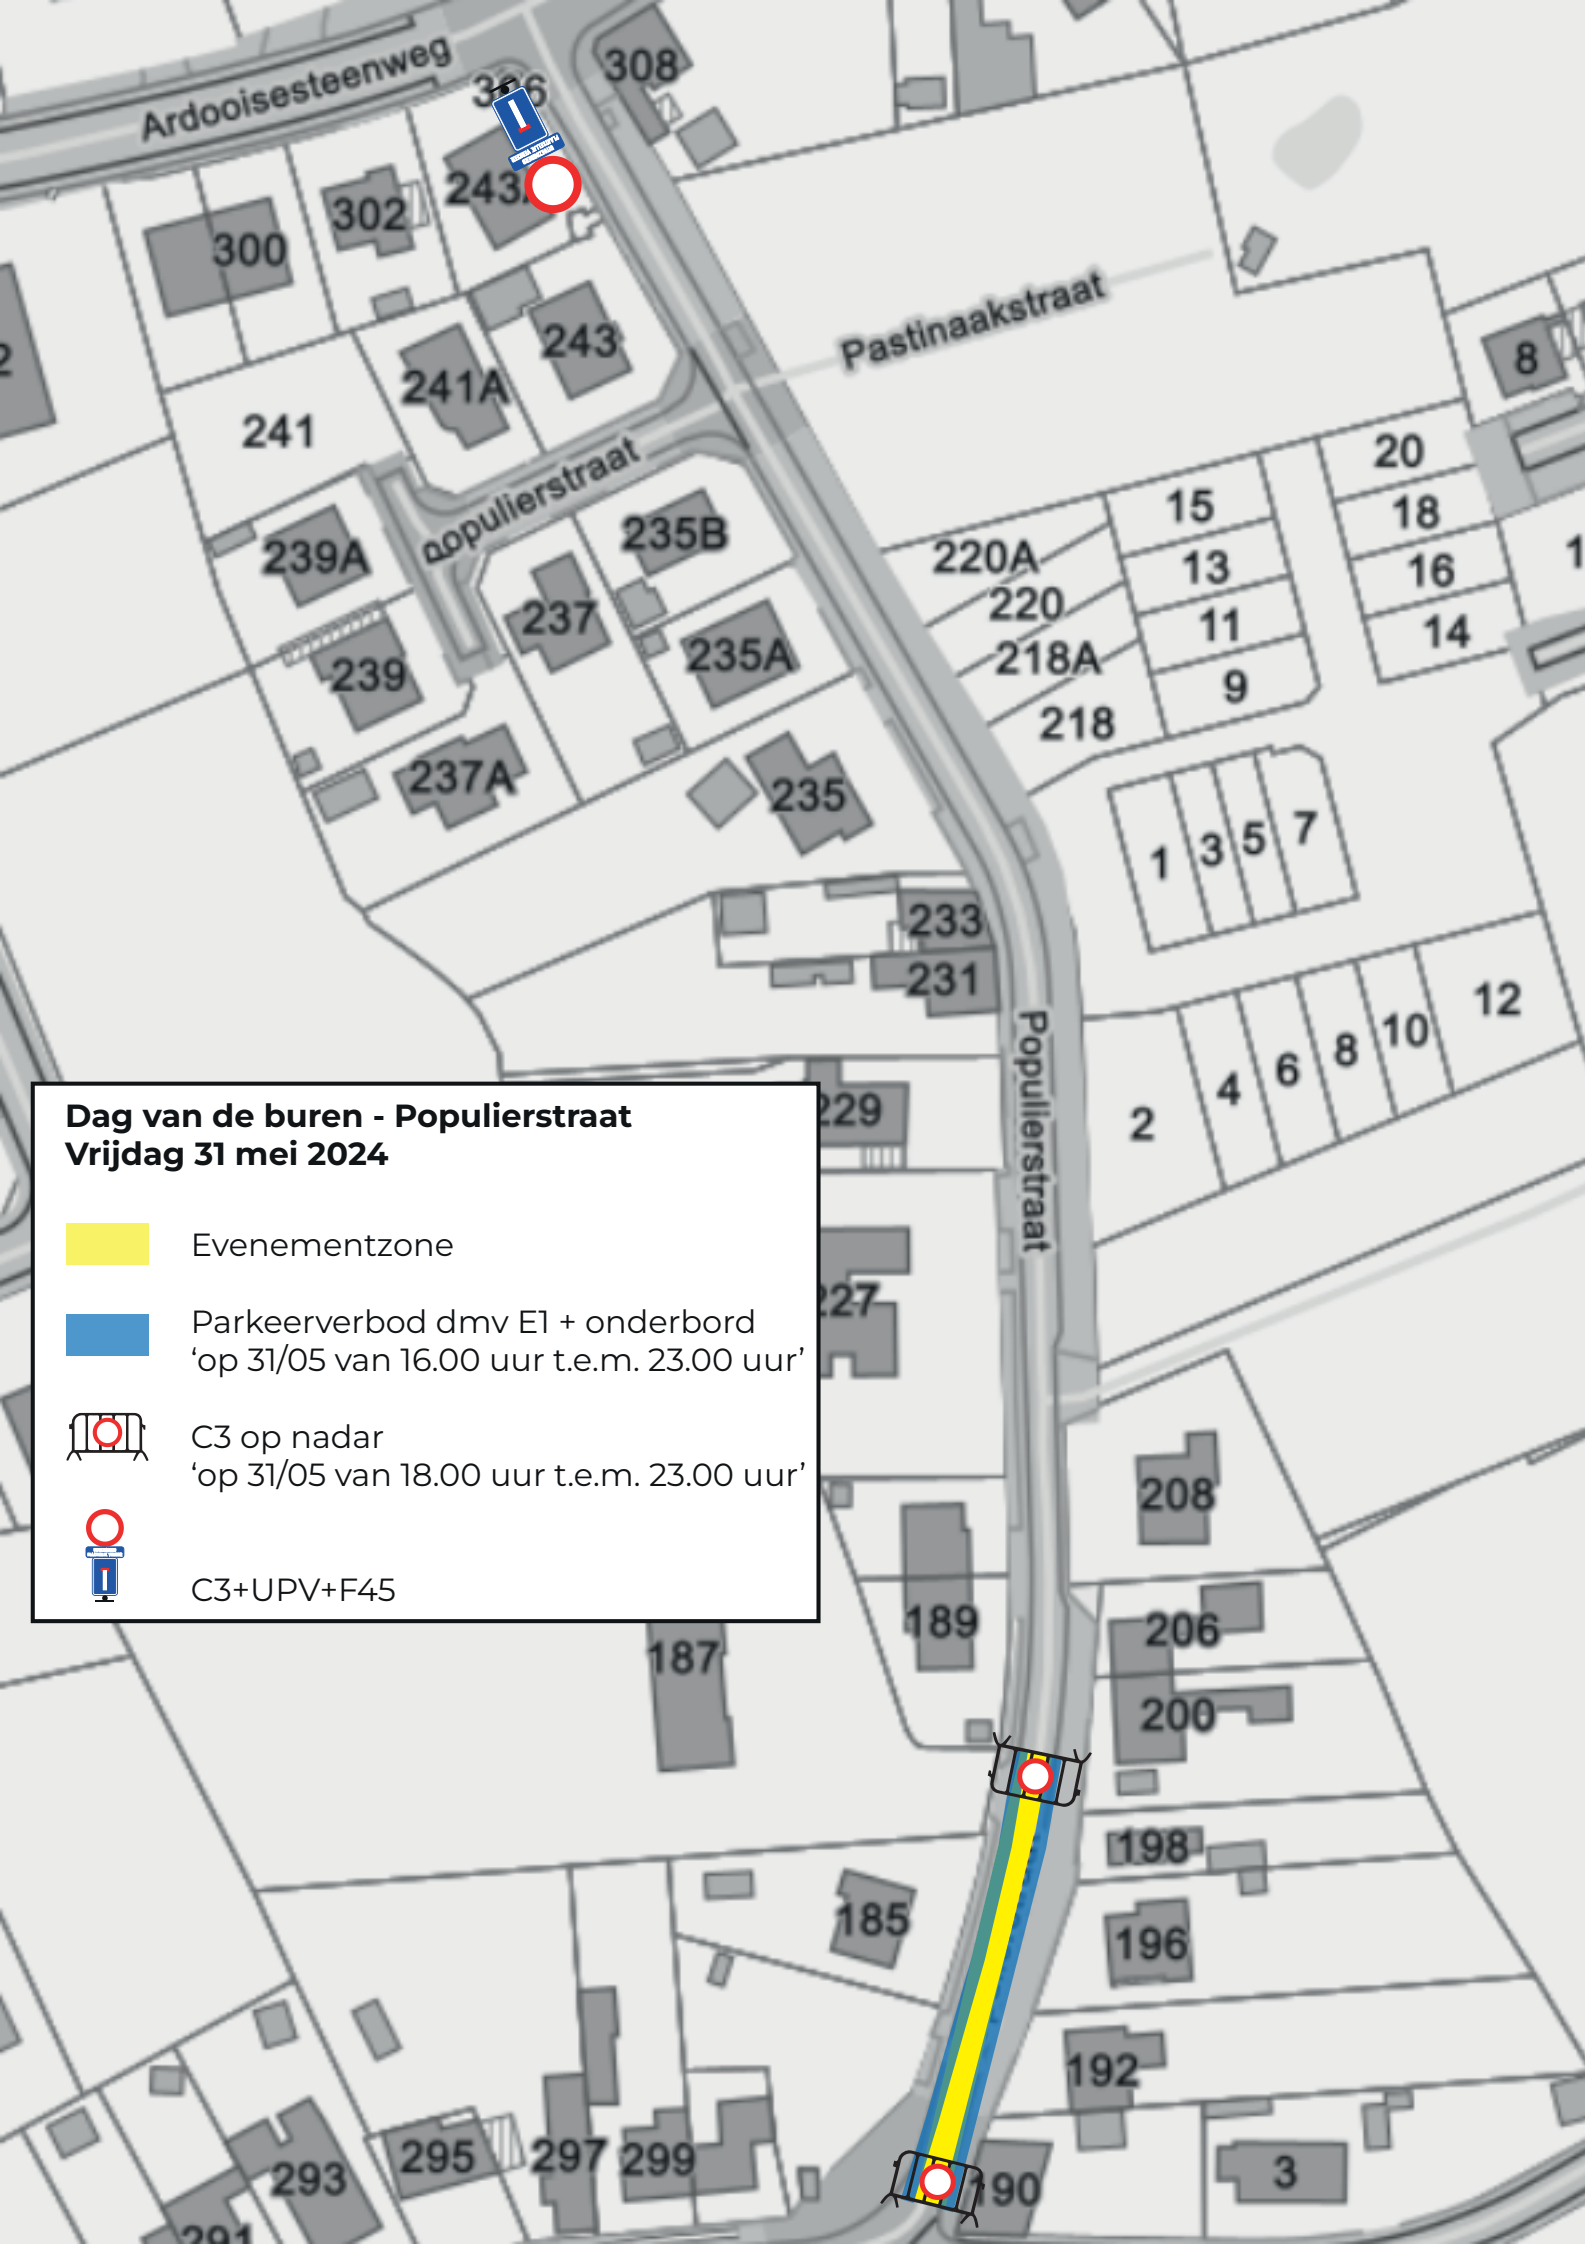 Ardooisesteenweg
308
243
302
300
Pastinaakstraat
243
241A
241
8
20
populierstraat
15
18
239A
235B
220A
13
16
237
220
11
14
235A
218A
239
9
218
237A
235
1
3
5
7
233
231
12
Populierstraat
10
8
6
4
2
229
227
Dag van de buren - Populierstraat
Vrijdag 31 mei 2024
Evenementzone
Parkeerverbod dmv E1 + onderbord
‘op 31/05 van 16.00 uur t.e.m. 23.00 uur’
C3 op nadar
‘op 31/05 van 18.00 uur t.e.m. 23.00 uur’
C3+UPV+F45
208
189
206
187
200
198
185
196
192
295
297
299
293
190
3
291